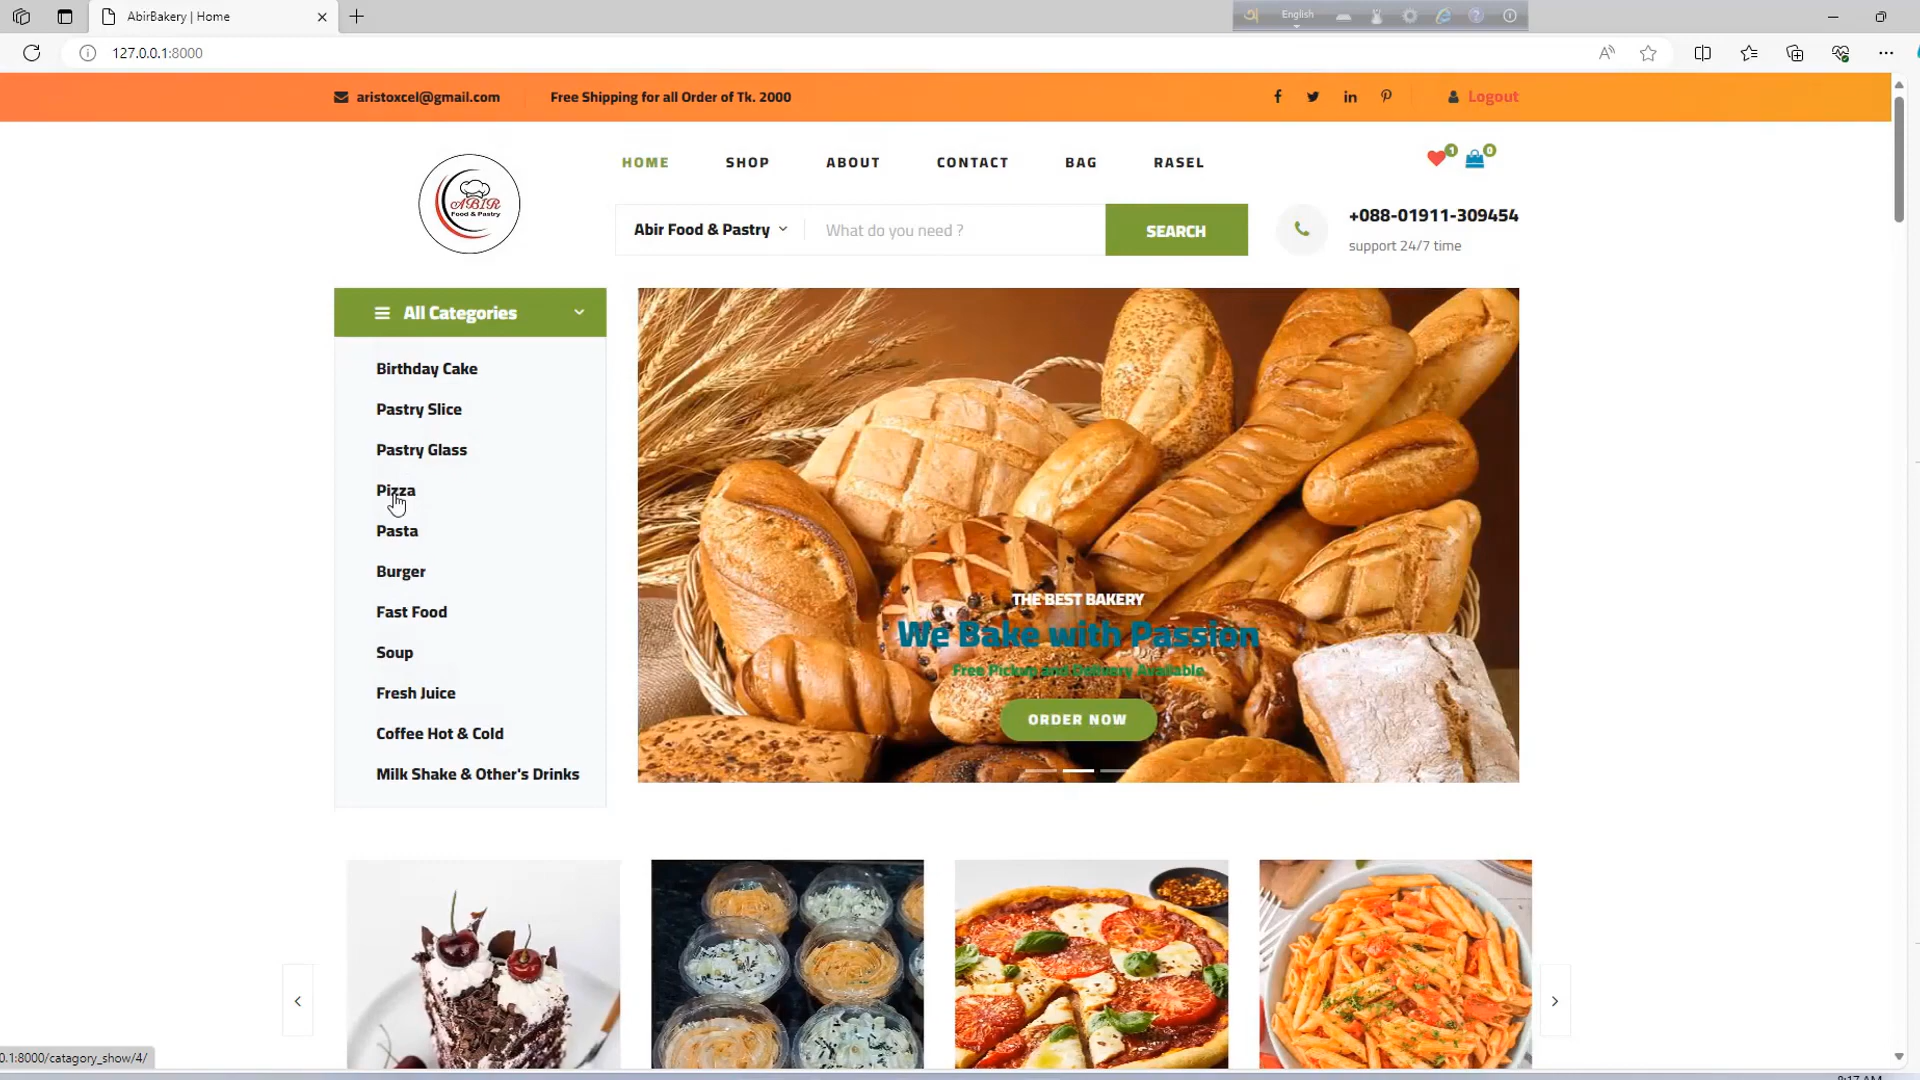 AbirBakery | Home
English
127.0.0.1:8000
aristoxcel@gmail.com
Free Shipping for all Order of Tk. 2000
Logout
HOME
SHOP
ABOUT
CONTACT
BAG
RASEL
1
0
ABIR
Food & Pastry
Abir Food & Pastry
What do you need ?
SEARCH
+088-01911-309454
support 24/7 time
All Categories
Birthday Cake
Pastry Slice
Pastry Glass
Pizza
Pasta
Burger
Fast Food
Soup
Fresh Juice
Coffee Hot & Cold
Milk Shake & Other's Drinks
THE BEST BAKERY
We Bake with Passion
Free Pickup and Delivery Available
ORDER NOW
0.1:8000/catagory_show/4/
8:17 AM